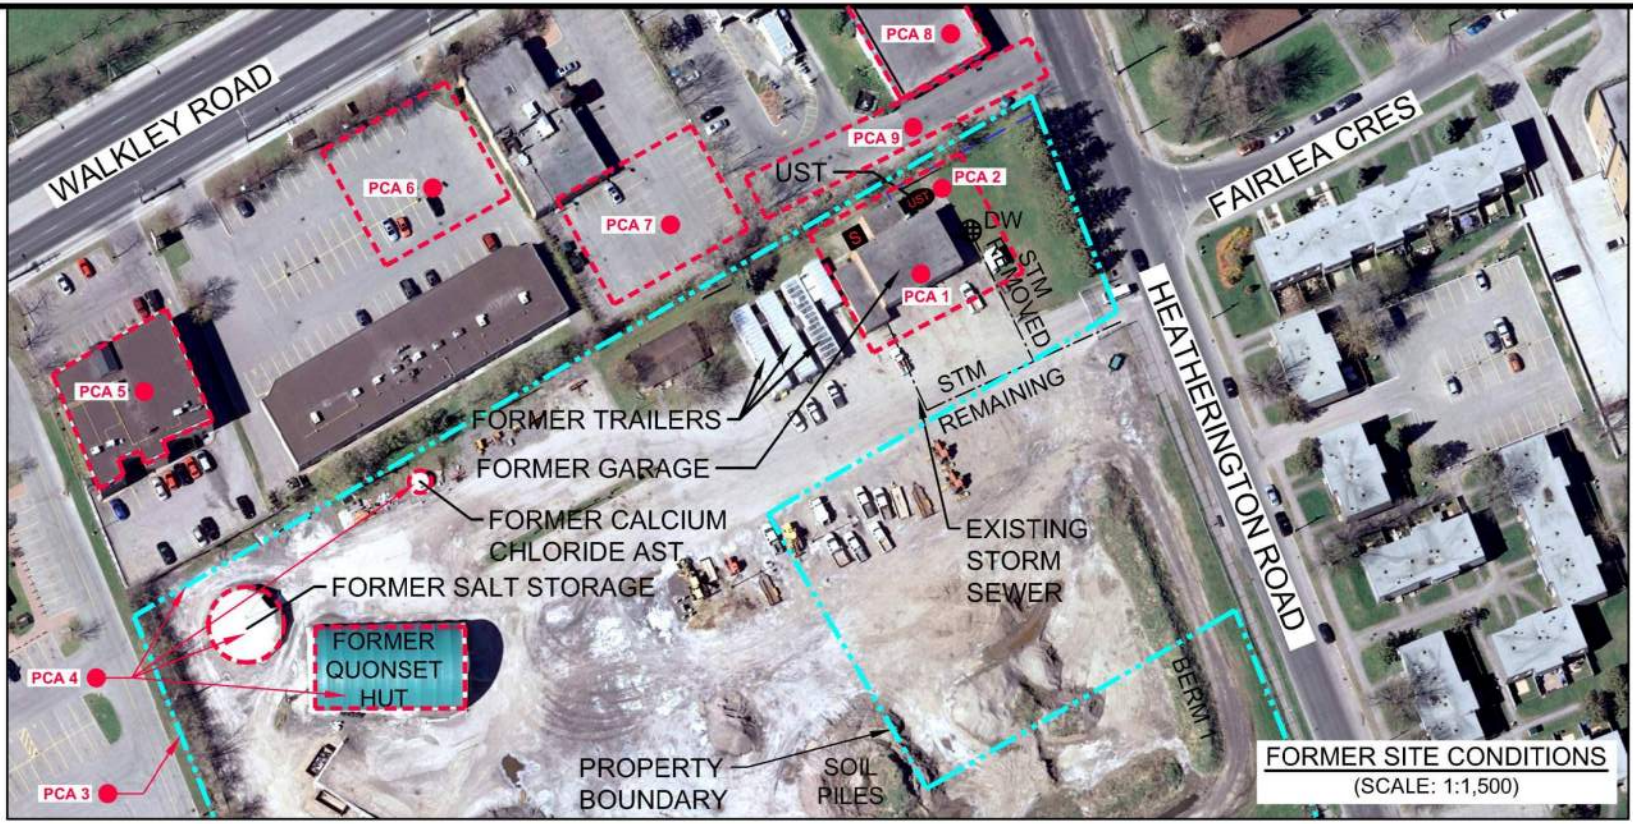 WALKLEY ROAD
PCA 8
PCA 9
PCA 6
UST
PCA 2
UST
PCA 7
DW
S
STM
REMOVED
PCA 1
FAIRLEA CRES
HEATHERINGTON ROAD
PCA 5
STM
REMAINING
FORMER TRAILERS
FORMER GARAGE
FORMER CALCIUM
CHLORIDE AST
EXISTING
STORM
SEWER
FORMER SALT STORAGE
FORMER
QUONSET
HUT
PCA 4
BERM 1
PROPERTY
BOUNDARY
SOIL
PILES
PCA 3
FORMER SITE CONDITIONS
(SCALE: 1:1,500)